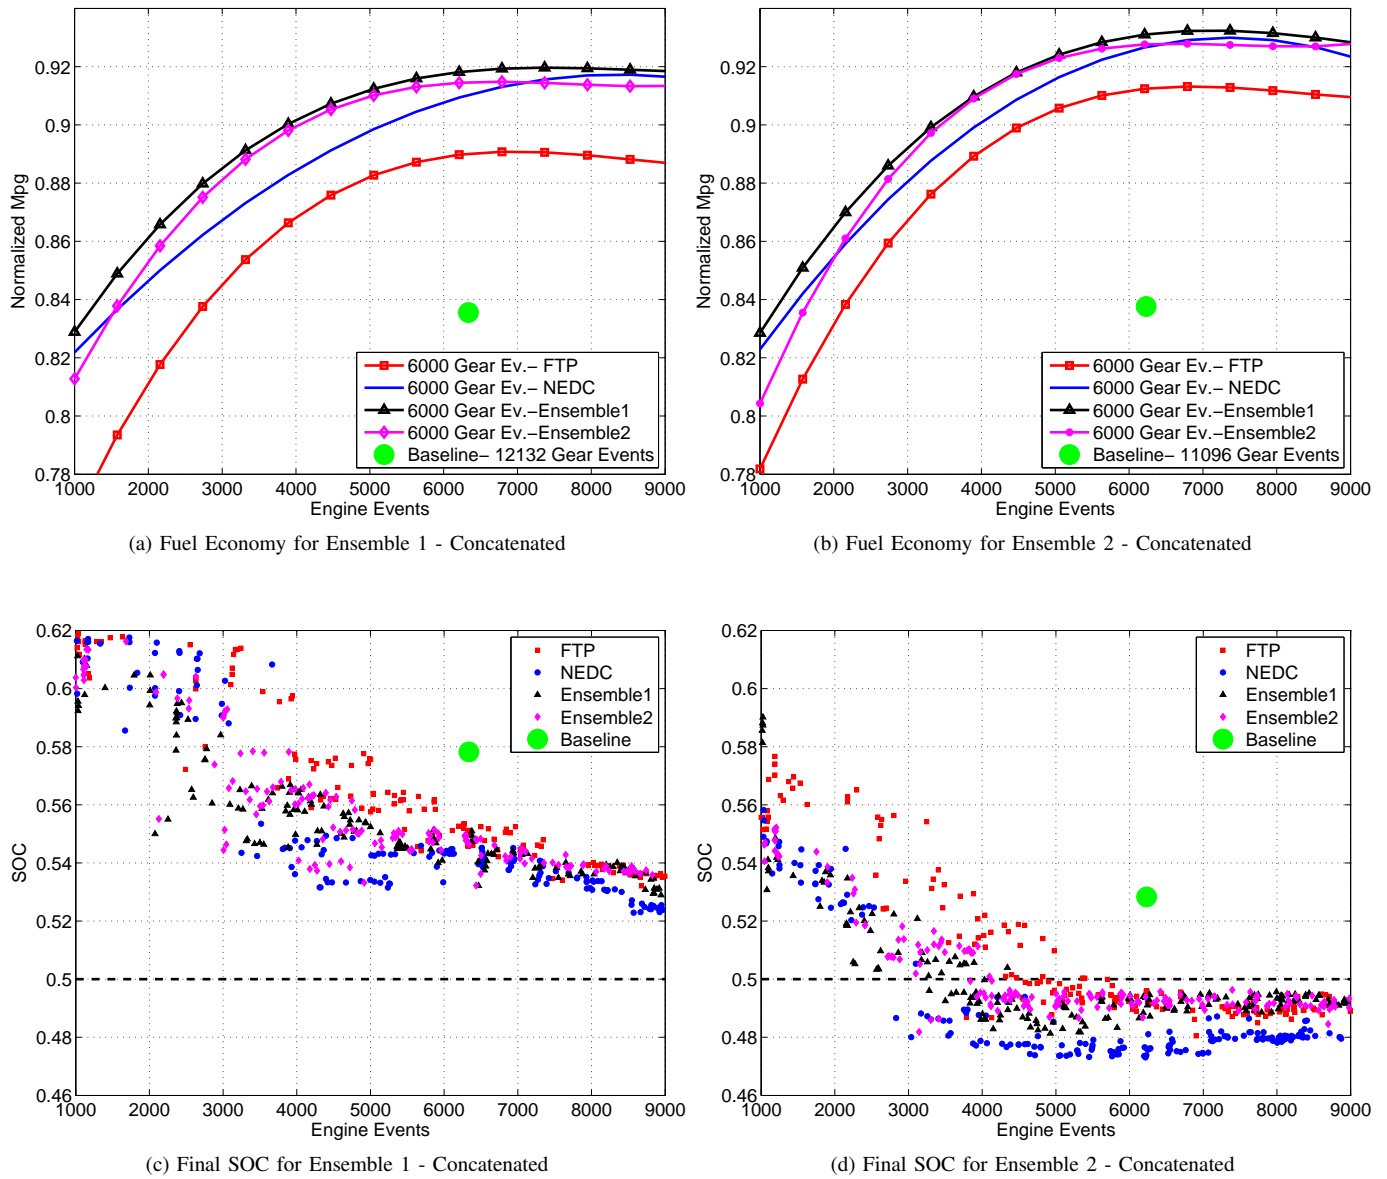 0.92
0.9
0.88
0.86
0.84
0.82
0.8
0.78
Normalized Mpg
6000 Gear Ev.− FTP
6000 Gear Ev.− NEDC
6000 Gear Ev.−Ensemble1
6000 Gear Ev.−Ensemble2
Baseline− 12132 Gear Events
1000 2000 3000 4000 5000 6000 7000 8000 9000
Engine Events
(a) Fuel Economy for Ensemble 1 - Concatenated
0.92
0.9
0.88
0.86
0.84
0.82
0.8
0.78
Normalized Mpg
6000 Gear Ev.− FTP
6000 Gear Ev.− NEDC
6000 Gear Ev.−Ensemble1
6000 Gear Ev.−Ensemble2
Baseline− 11096 Gear Events
1000 2000 3000 4000 5000 6000 7000 8000 9000
Engine Events
(b) Fuel Economy for Ensemble 2 - Concatenated
0.62
0.6
0.58
0.56
0.54
0.52
0.5
0.48
0.46
SOC
FTP
NEDC
Ensemble1
Ensemble2
Baseline
1000 2000 3000 4000 5000 6000 7000 8000 9000
Engine Events
(c) Final SOC for Ensemble 1 - Concatenated
0.62
0.6
0.58
0.56
0.54
0.52
0.5
0.48
0.46
SOC
FTP
NEDC
Ensemble1
Ensemble2
Baseline
1000 2000 3000 4000 5000 6000 7000 8000 9000
Engine Events
(d) Final SOC for Ensemble 2 - Concatenated